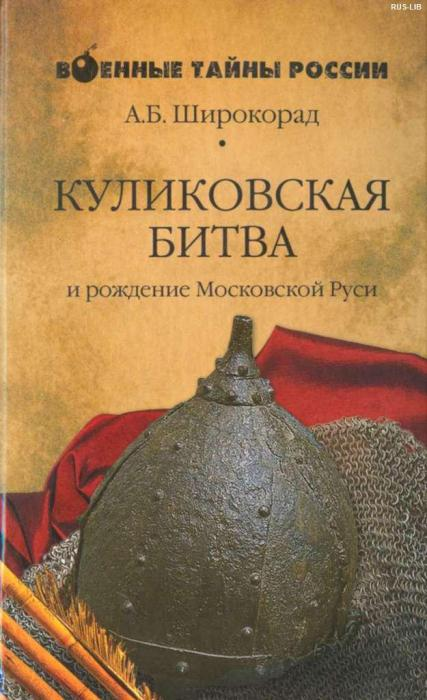 RUS-LIB
ВОЕННЫЕ ТАЙНЫ РОССИИ
А.Б. Широкорад
•
КУЛИКОВСКАЯ
БИТВА
и рождение Московской Руси